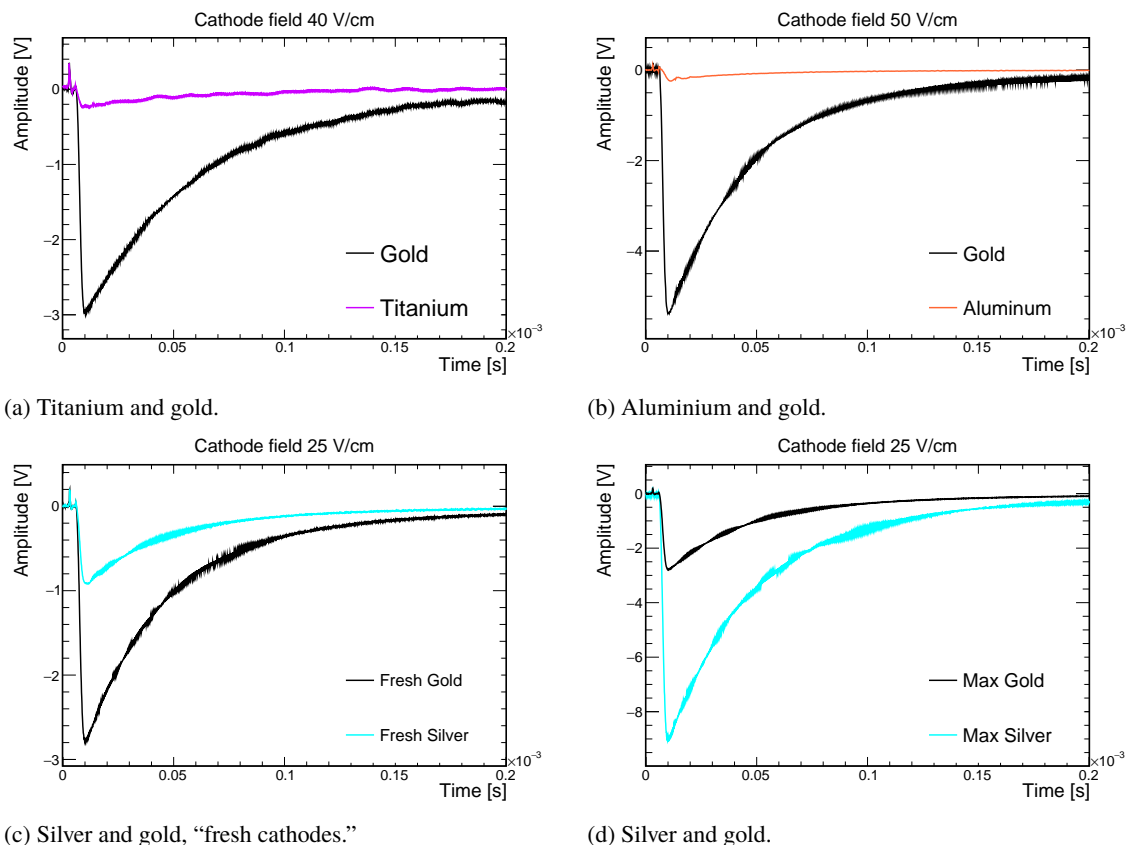 Cathode field 40 V/cm
Amplitude [V]
0
−1
−2
−3
Gold
Titanium
0 0.05 0.1 0.15 0.2
×10⁻³
Time [s]
(a) Titanium and gold.
Cathode field 50 V/cm
Amplitude [V]
0
−2
−4
Gold
Aluminum
0 0.05 0.1 0.15 0.2
×10⁻³
Time [s]
(b) Aluminium and gold.
Cathode field 25 V/cm
Amplitude [V]
0
−1
−2
−3
Fresh Gold
Fresh Silver
0 0.05 0.1 0.15 0.2
×10⁻³
Time [s]
(c) Silver and gold, “fresh cathodes.”
Cathode field 25 V/cm
Amplitude [V]
0
−2
−4
−6
−8
Max Gold
Max Silver
0 0.05 0.1 0.15 0.2
×10⁻³
Time [s]
(d) Silver and gold.